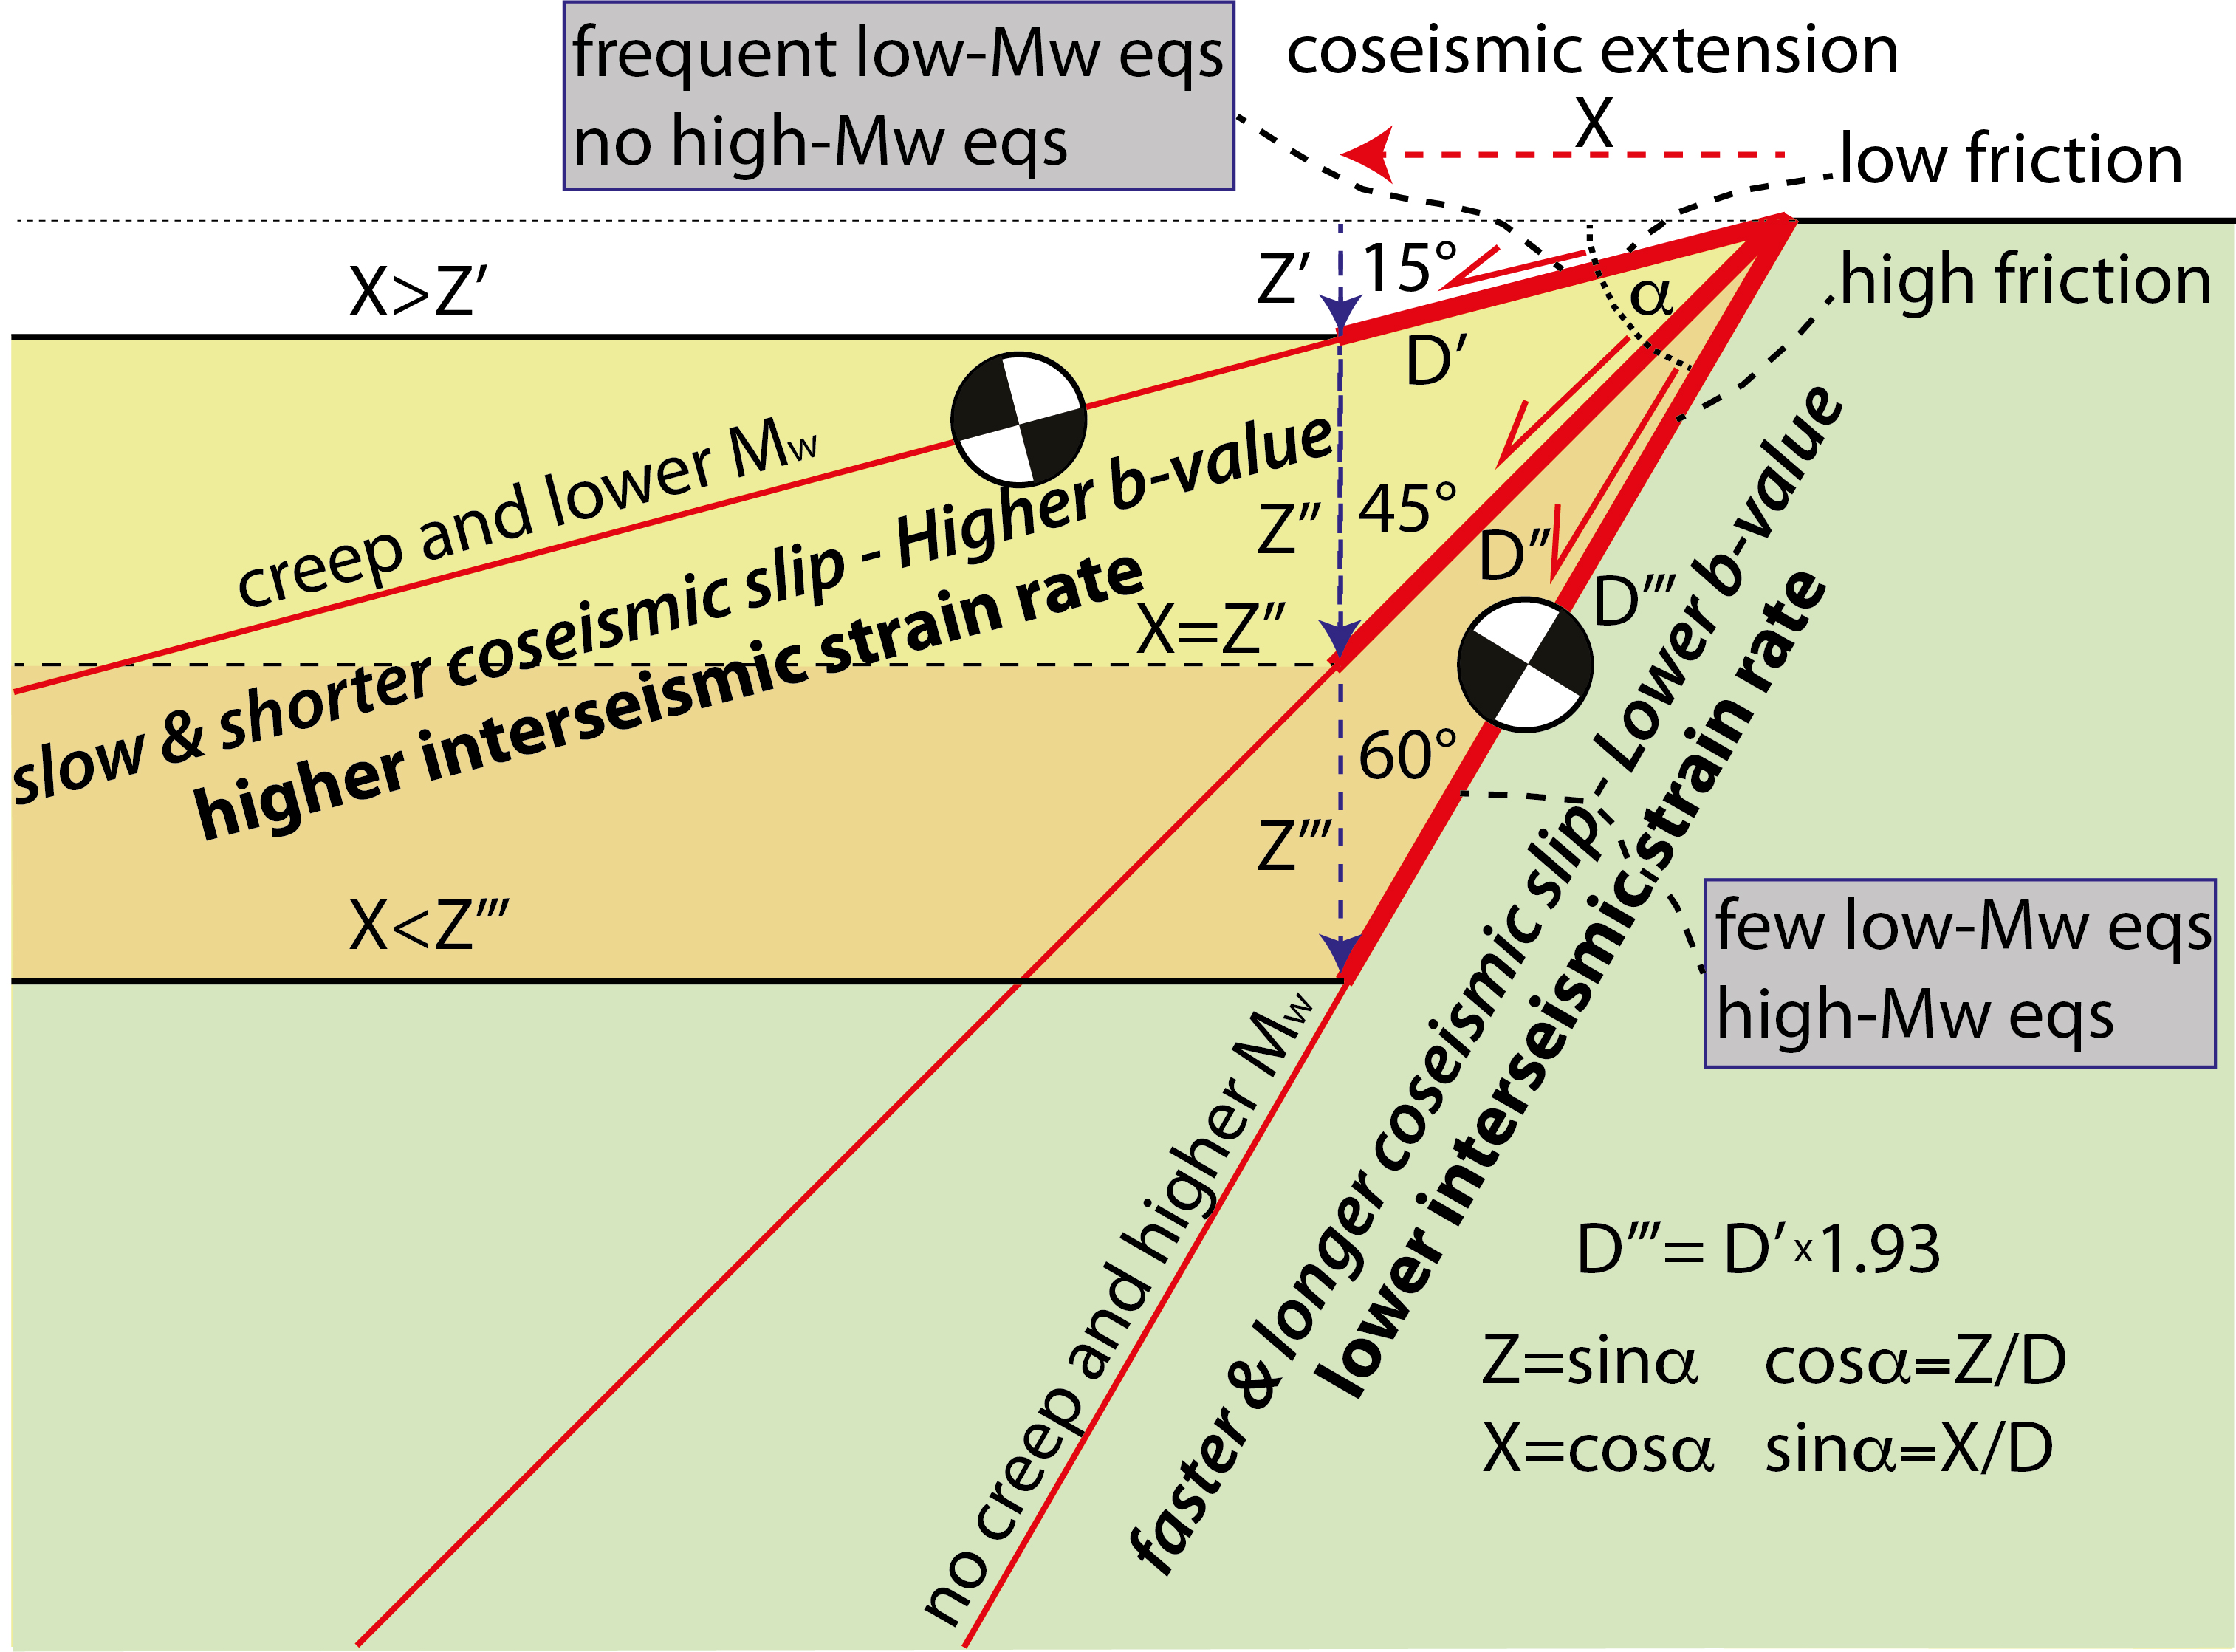 frequent low-Mw eqs
no high-Mw eqs
coseismic extension
X
low friction
high friction
X>Z′
Z′
15°
α
D′
creep and lower Mw
slow & shorter coseismic slip - Higher b-value
higher interseismic strain rate
Z″
45°
D″
D‴
X=Z″
60°
Z‴
X<Z‴
no creep and higher Mw
faster & longer coseismic slip - Lower b-value
lower interseismic strain rate
few low-Mw eqs
high-Mw eqs
D‴= D′x1.93
Z=sinα cosα=Z/D
X=cosα sinα=X/D